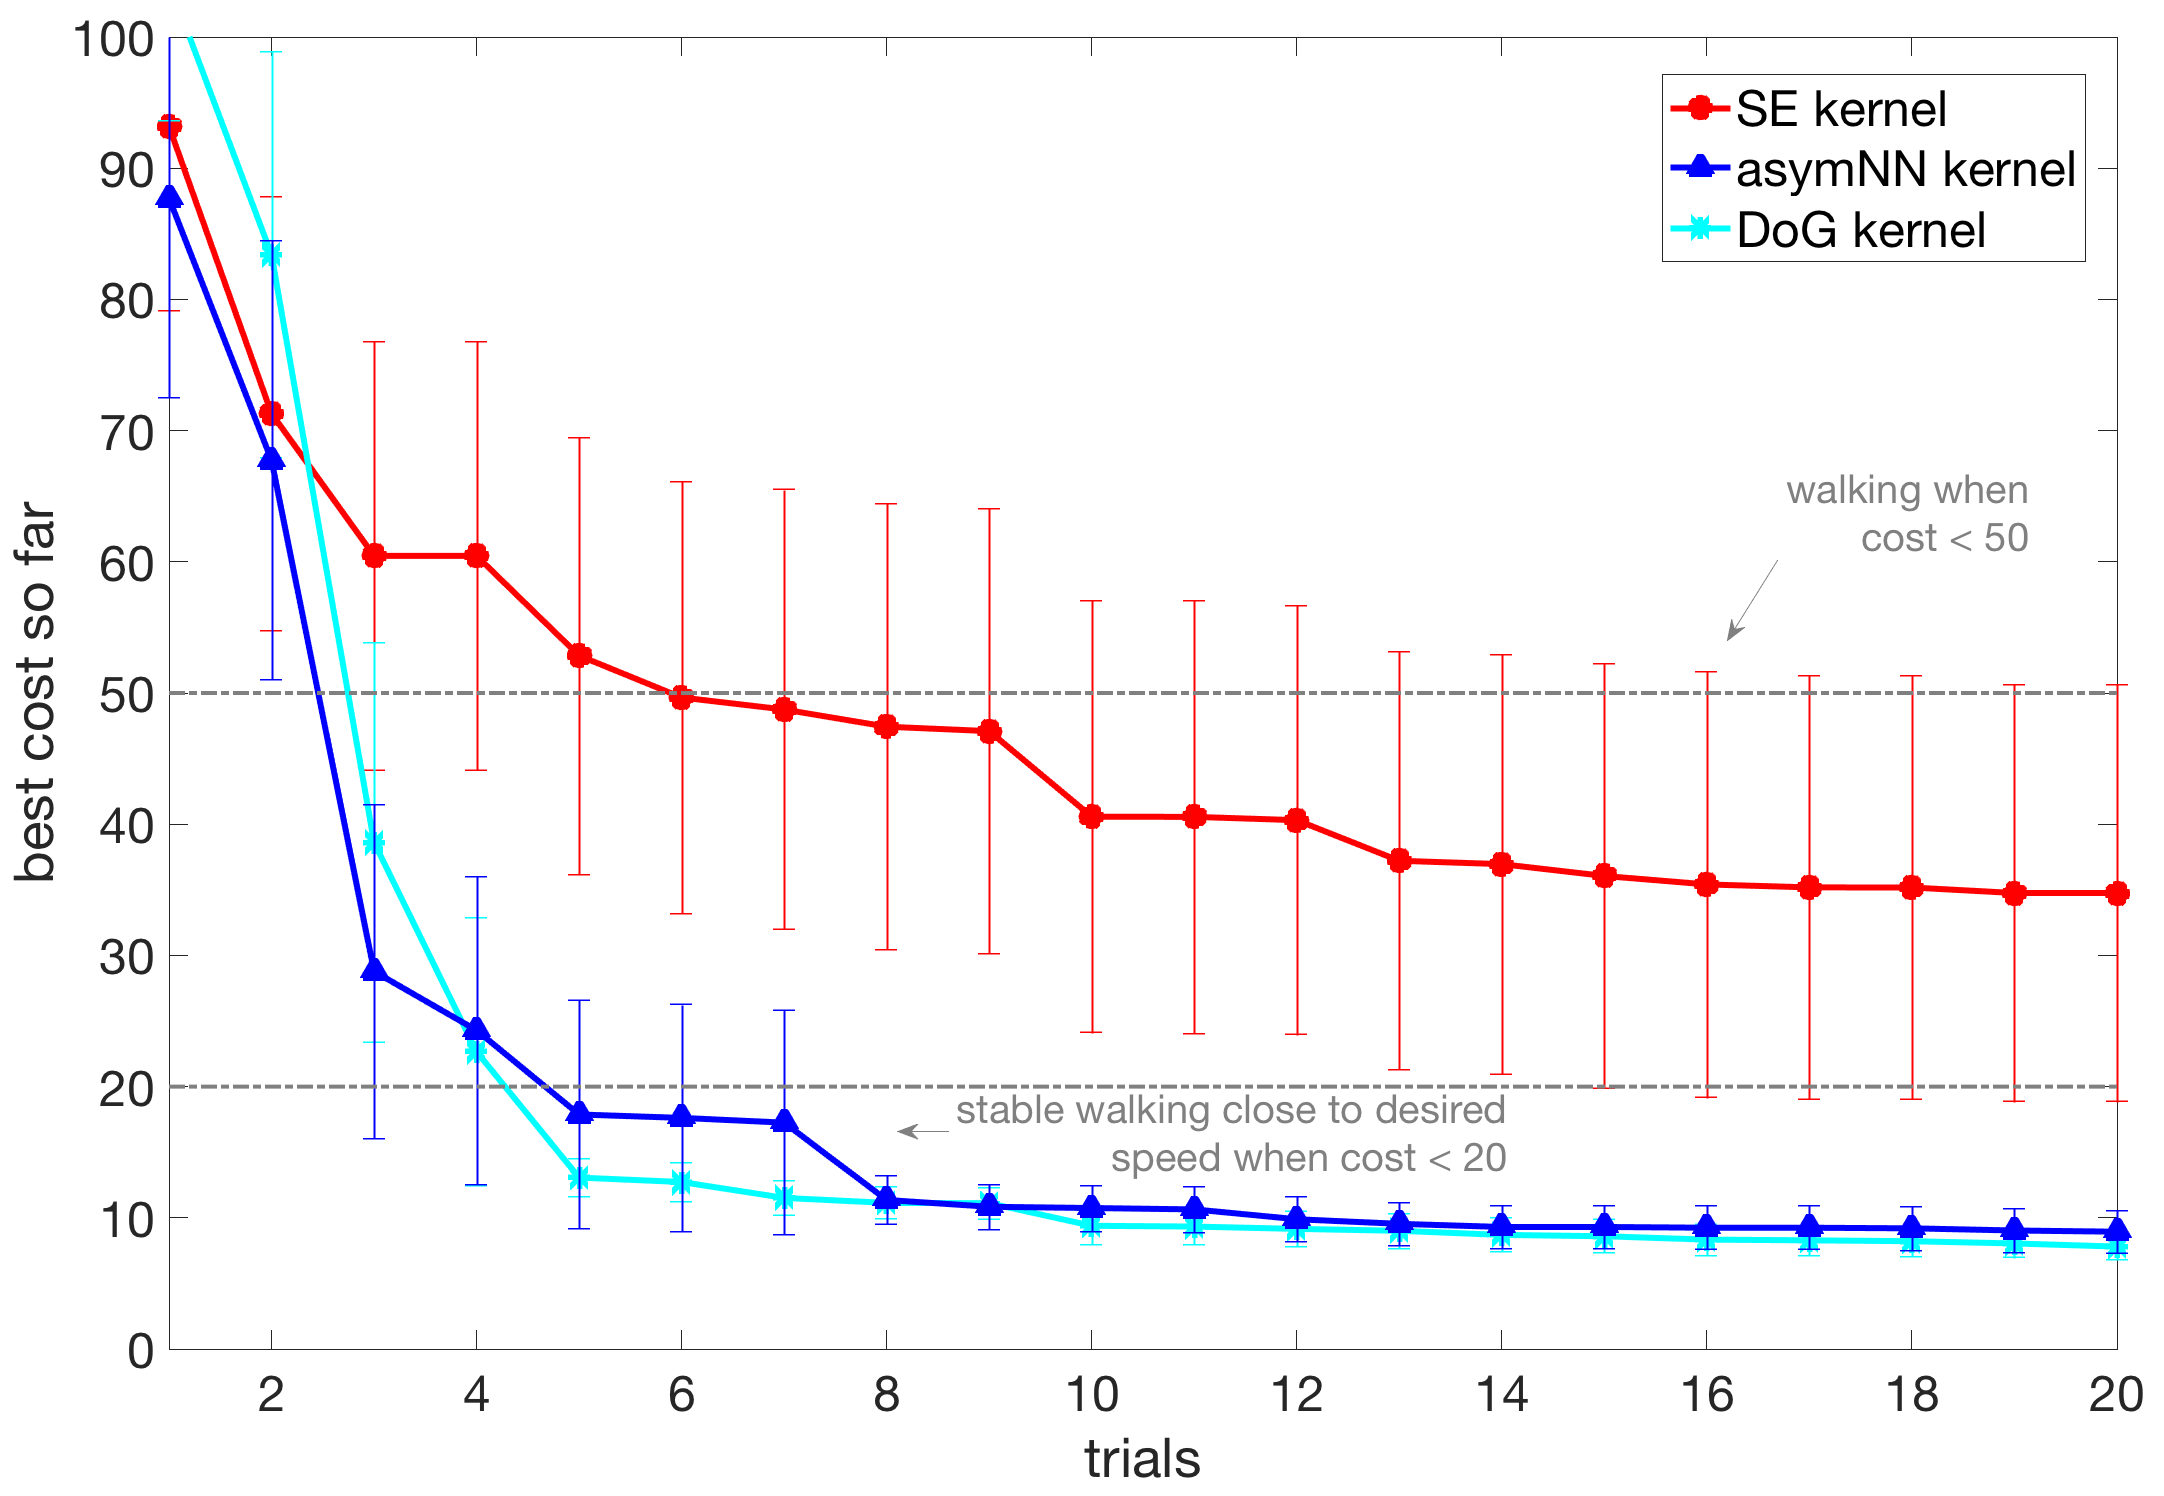 100
90
80
70
60
50
40
30
20
10
0
best cost so far
SE kernel
asymNN kernel
DoG kernel
walking when
cost < 50
stable walking close to desired
speed when cost < 20
2 4 6 8 10 12 14 16 18 20
trials